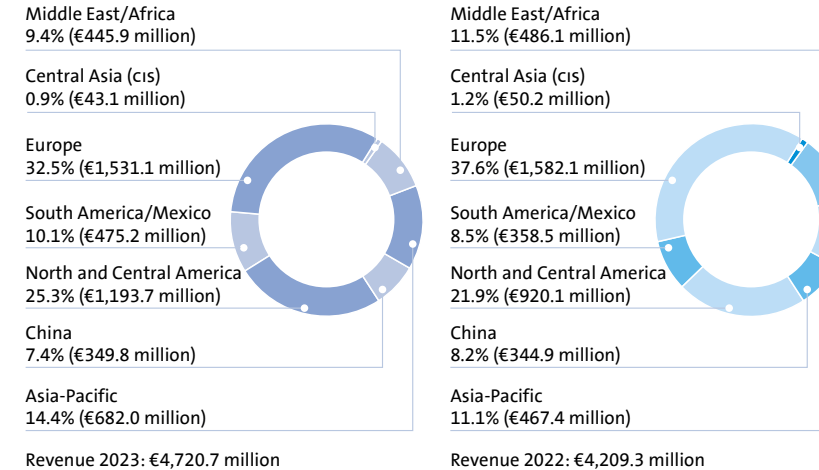 Middle East/Africa
9.4% (€445.9 million)
Central Asia (CIS)
0.9% (€43.1 million)
Europe
32.5% (€1,531.1 million)
South America/Mexico
10.1% (€475.2 million)
North and Central America
25.3% (€1,193.7 million)
China
7.4% (€349.8 million)
Asia-Pacific
14.4% (€682.0 million)
Revenue 2023: €4,720.7 million
Middle East/Africa
11.5% (€486.1 million)
Central Asia (CIS)
1.2% (€50.2 million)
Europe
37.6% (€1,582.1 million)
South America/Mexico
8.5% (€358.5 million)
North and Central America
21.9% (€920.1 million)
China
8.2% (€344.9 million)
Asia-Pacific
11.1% (€467.4 million)
Revenue 2022: €4,209.3 million